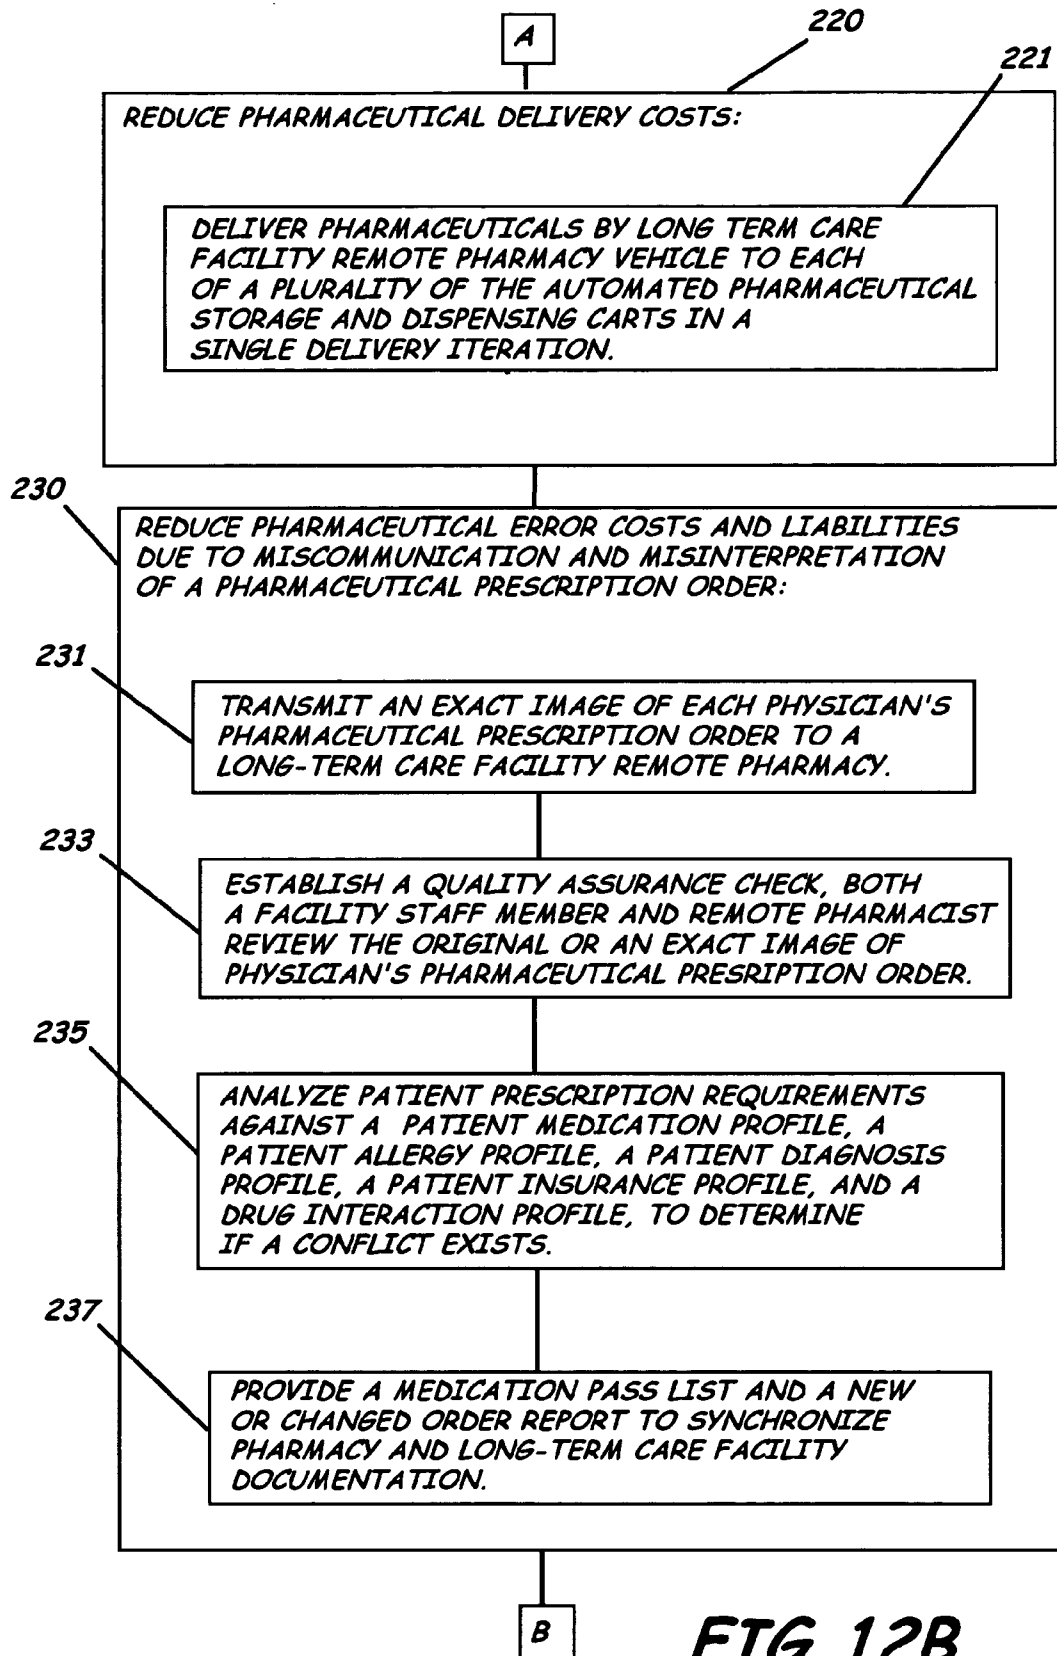 A
220
221
REDUCE PHARMACEUTICAL DELIVERY COSTS:
DELIVER PHARMACEUTICALS BY LONG TERM CARE
FACILITY REMOTE PHARMACY VEHICLE TO EACH
OF A PLURALITY OF THE AUTOMATED PHARMACEUTICAL
STORAGE AND DISPENSING CARTS IN A
SINGLE DELIVERY ITERATION.
230
REDUCE PHARMACEUTICAL ERROR COSTS AND LIABILITIES
DUE TO MISCOMMUNICATION AND MISINTERPRETATION
OF A PHARMACEUTICAL PRESCRIPTION ORDER:
231
TRANSMIT AN EXACT IMAGE OF EACH PHYSICIAN'S
PHARMACEUTICAL PRESCRIPTION ORDER TO A
LONG-TERM CARE FACILITY REMOTE PHARMACY.
233
ESTABLISH A QUALITY ASSURANCE CHECK, BOTH
A FACILITY STAFF MEMBER AND REMOTE PHARMACIST
REVIEW THE ORIGINAL OR AN EXACT IMAGE OF
PHYSICIAN'S PHARMACEUTICAL PRESRIPTION ORDER.
235
ANALYZE PATIENT PRESCRIPTION REQUIREMENTS
AGAINST A PATIENT MEDICATION PROFILE, A
PATIENT ALLERGY PROFILE, A PATIENT DIAGNOSIS
PROFILE, A PATIENT INSURANCE PROFILE, AND A
DRUG INTERACTION PROFILE, TO DETERMINE
IF A CONFLICT EXISTS.
237
PROVIDE A MEDICATION PASS LIST AND A NEW
OR CHANGED ORDER REPORT TO SYNCHRONIZE
PHARMACY AND LONG-TERM CARE FACILITY
DOCUMENTATION.
B
FIG 12B